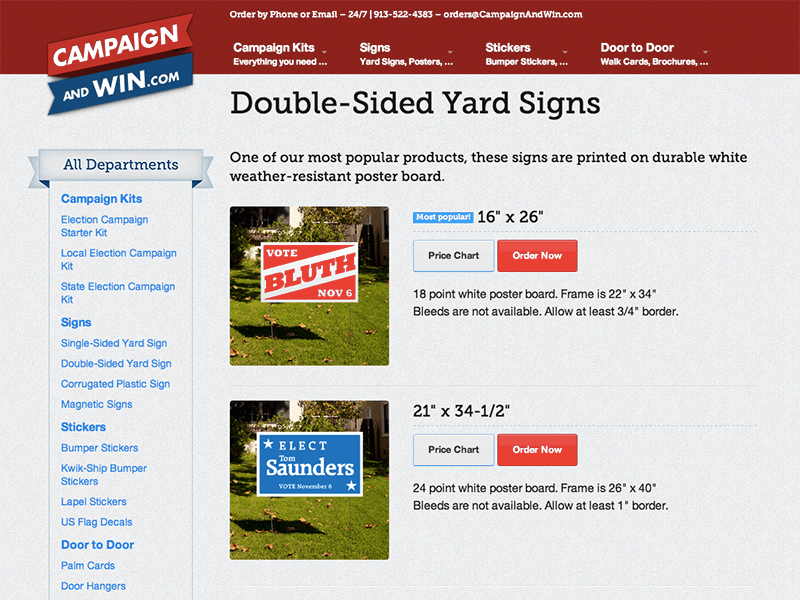 Order by Phone or Email – 24/7 | 913-522-4383 – orders@CampaignAndWin.com
CAMPAIGN
AND WIN.COM
Campaign Kits
Everything you need ...
Signs
Yard Signs, Posters, ...
Stickers
Bumper Stickers, ...
Door to Door
Walk Cards, Brochures, ...
Double-Sided Yard Signs
One of our most popular products, these signs are printed on durable white
weather-resistant poster board.
All Departments
Campaign Kits
Election Campaign
Starter Kit
Local Election Campaign
Kit
State Election Campaign
Kit
Signs
Single-Sided Yard Sign
Double-Sided Yard Sign
Corrugated Plastic Sign
Magnetic Signs
Stickers
Bumper Stickers
Kwik-Ship Bumper
Stickers
Lapel Stickers
US Flag Decals
Door to Door
Palm Cards
Door Hangers
VOTE
BLUTH
NOV 6
Most popular! 16" x 26"
Price Chart
Order Now
18 point white poster board. Frame is 22" x 34"
Bleeds are not available. Allow at least 3/4" border.
ELECT
Tom
Saunders
VOTE November 6
21" x 34-1/2"
Price Chart
Order Now
24 point white poster board. Frame is 26" x 40"
Bleeds are not available. Allow at least 1" border.